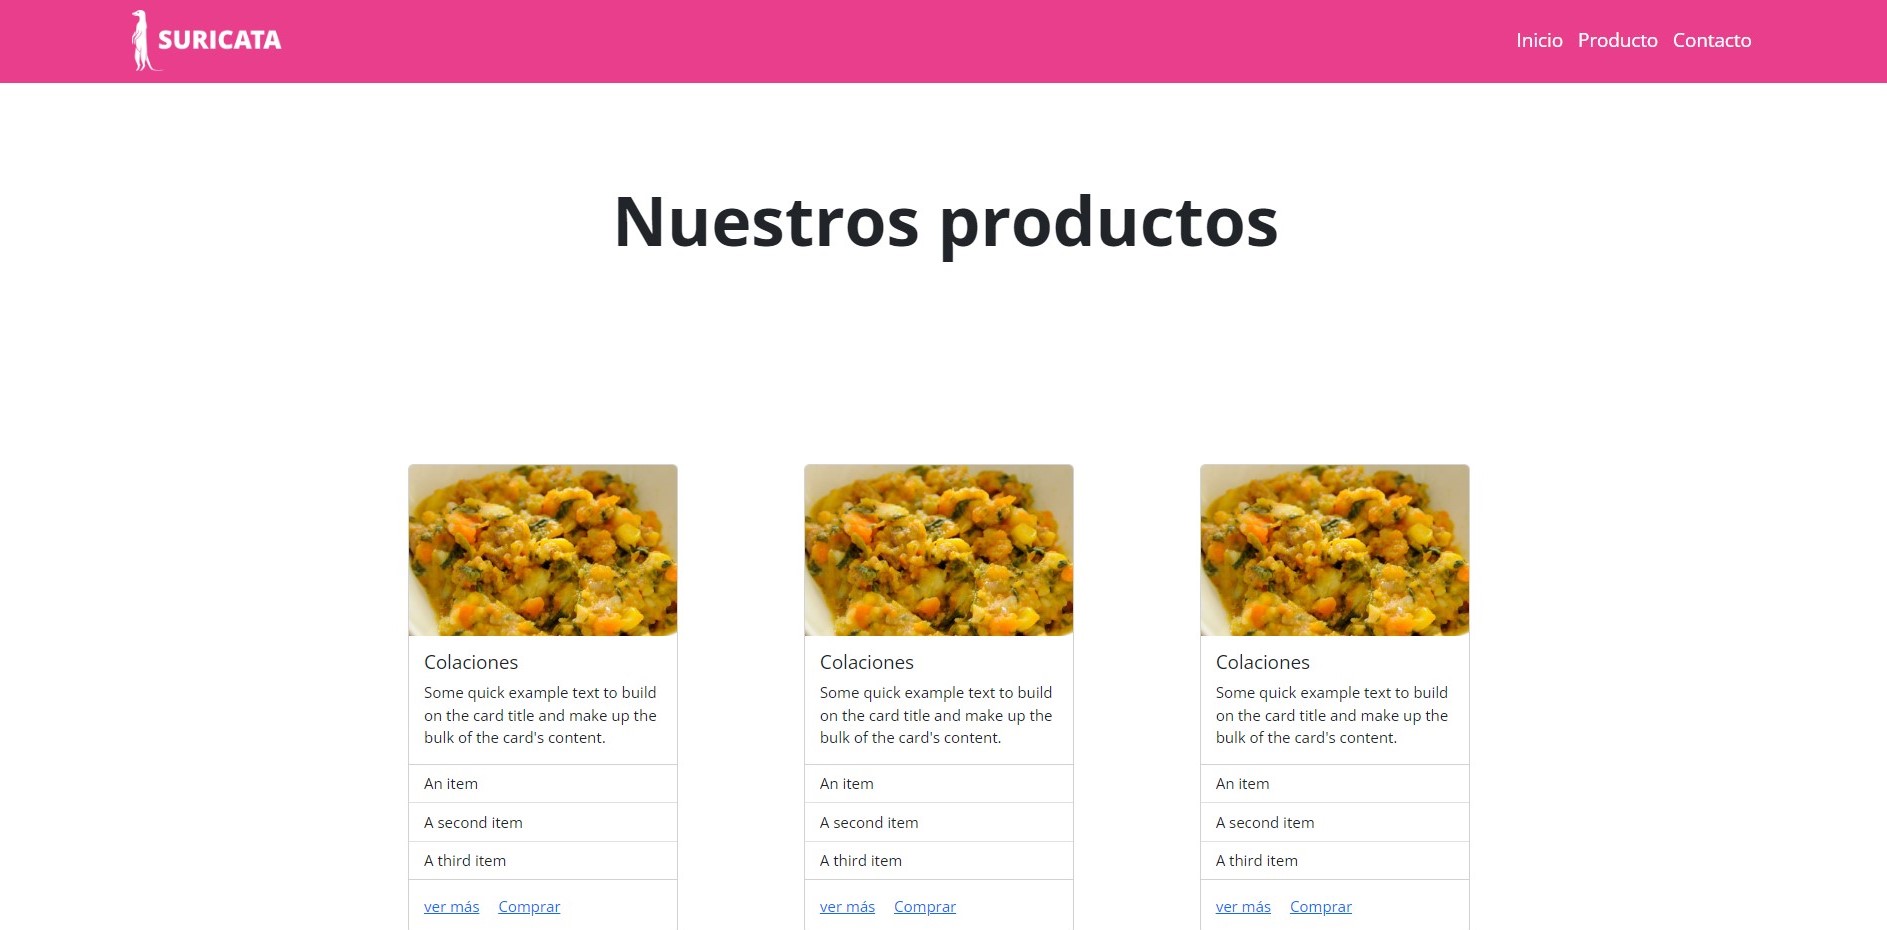 SURICATA
Inicio Producto Contacto
Nuestros productos
Colaciones
Some quick example text to build
on the card title and make up the
bulk of the card's content.
An item
A second item
A third item
ver más Comprar
Colaciones
Some quick example text to build
on the card title and make up the
bulk of the card's content.
An item
A second item
A third item
ver más Comprar
Colaciones
Some quick example text to build
on the card title and make up the
bulk of the card's content.
An item
A second item
A third item
ver más Comprar